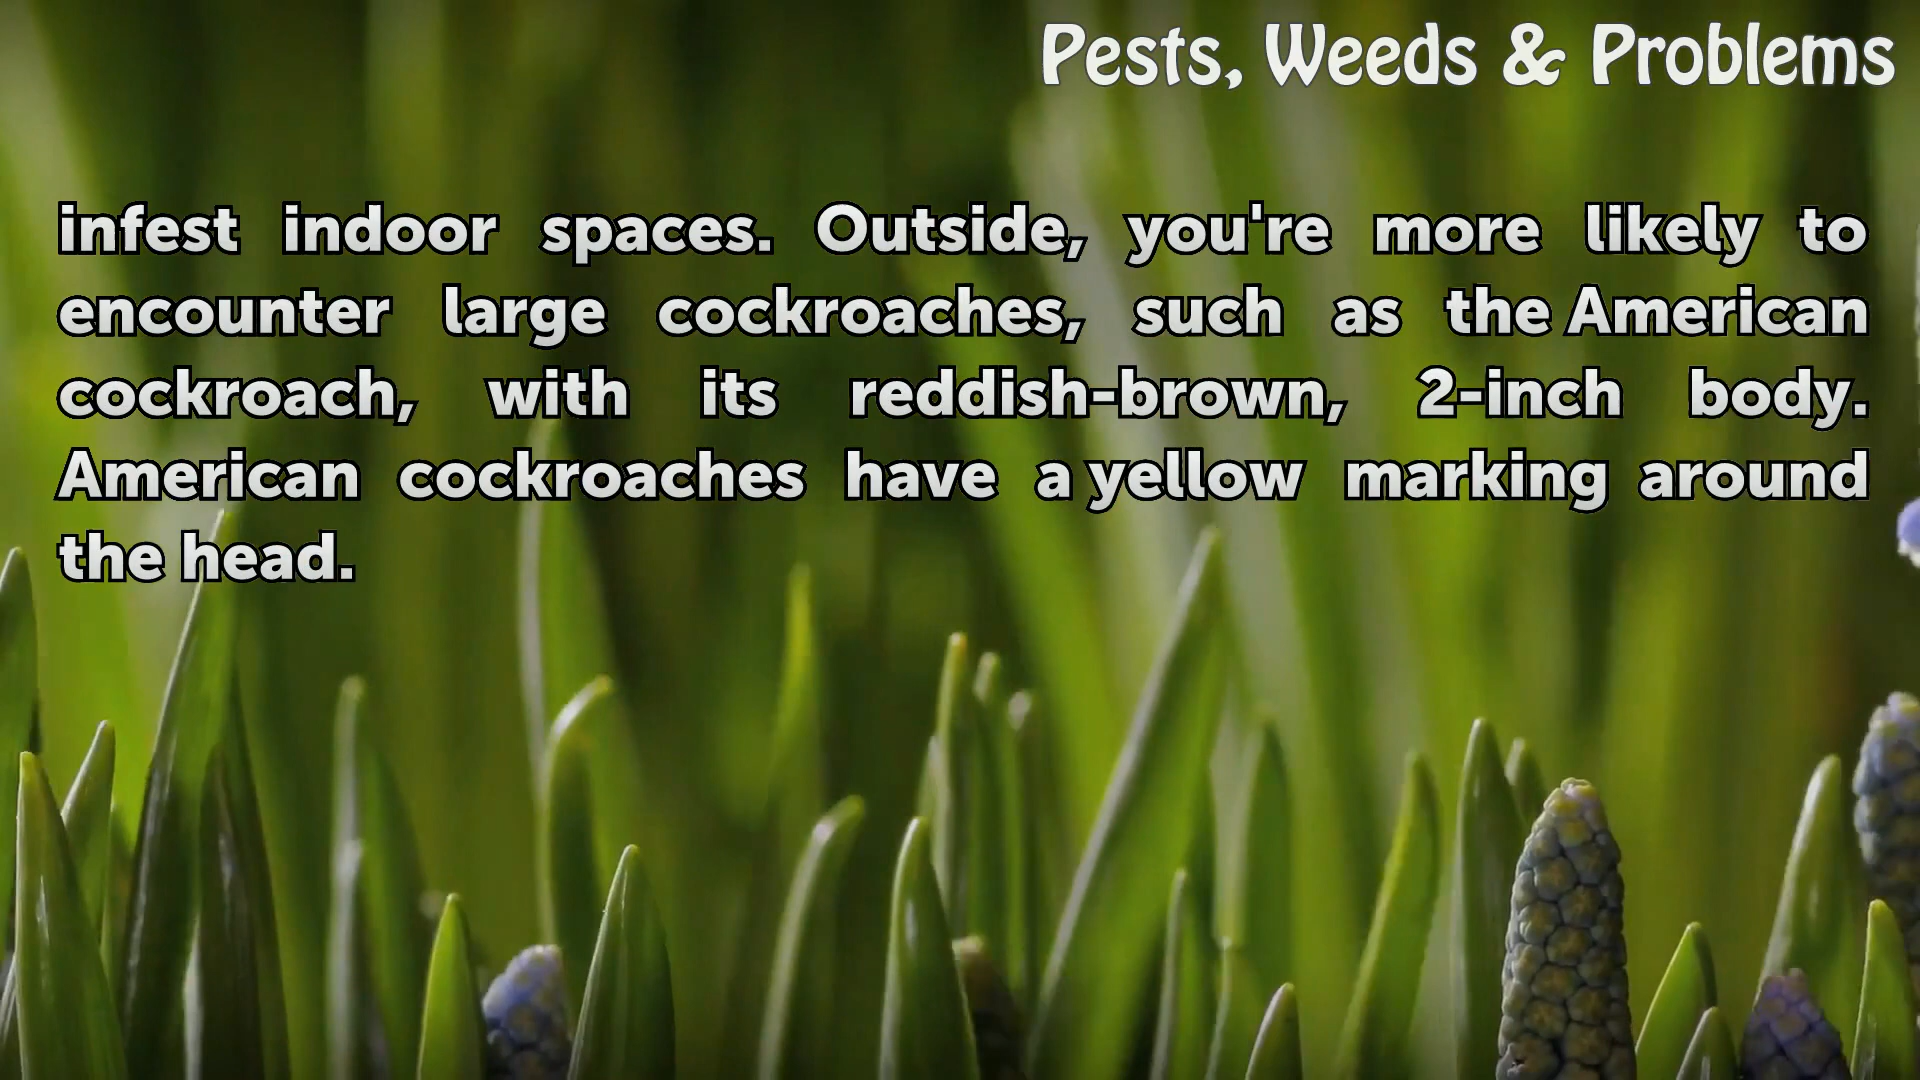 Pests, Weeds & Problems
infest indoor spaces. Outside, you're more likely to
encounter large cockroaches, such as the American
cockroach, with its reddish-brown, 2-inch body.
American cockroaches have a yellow marking around
the head.